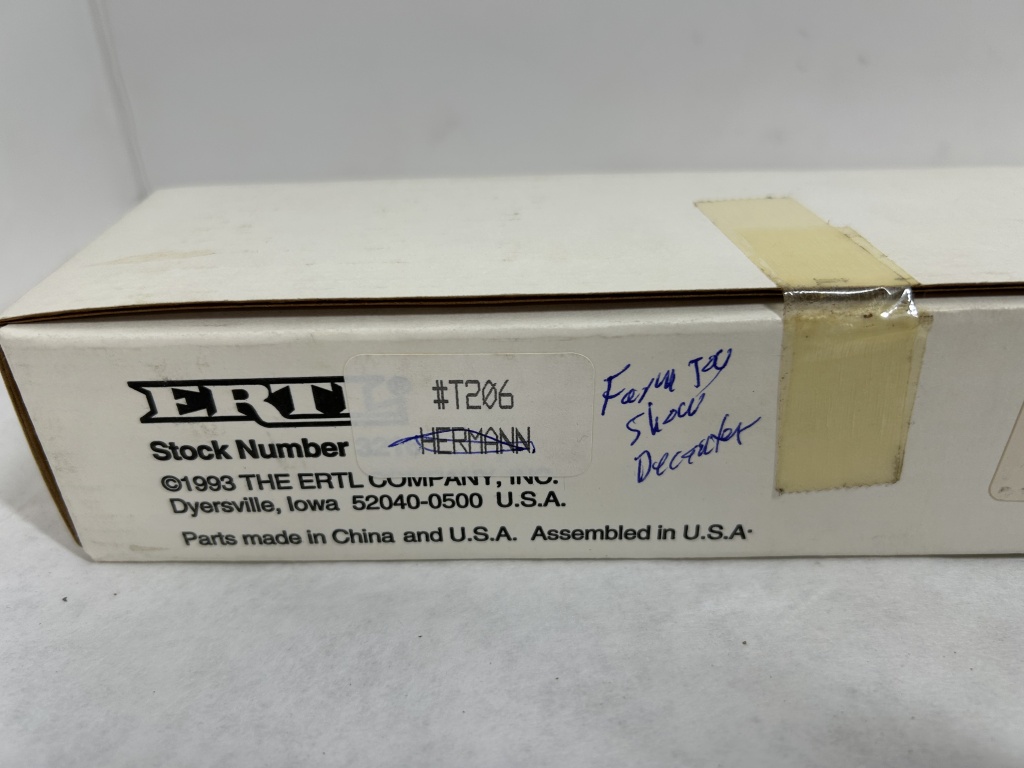 ERTL
#T206
HERMANN
Stock Number
©1993 THE ERTL COMPANY, INC.
Dyersville, Iowa 52040-0500 U.S.A.
Parts made in China and U.S.A. Assembled in U.S.A.
Farm Toy
Show